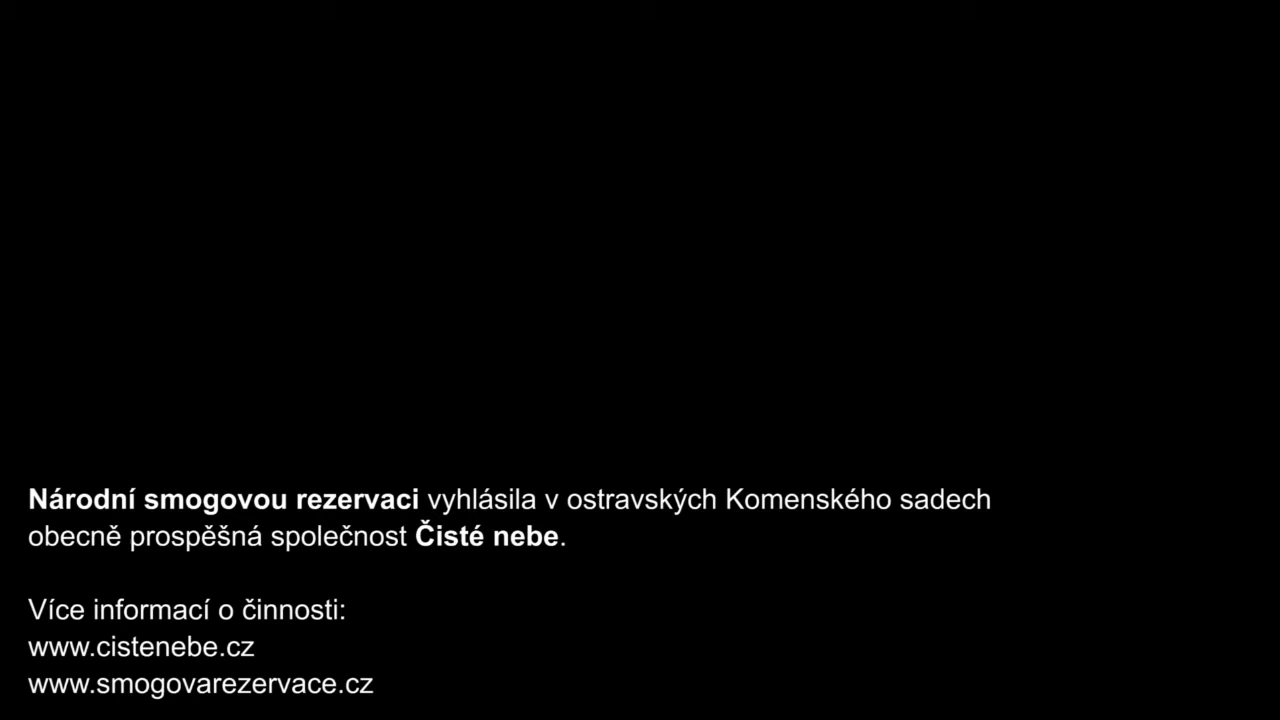 Národní smogovou rezervaci vyhlásila v ostravských Komenského sadech
obecně prospěšná společnost Čisté nebe.
Více informací o činnosti:
www.cistenebe.cz
www.smogovarezervace.cz